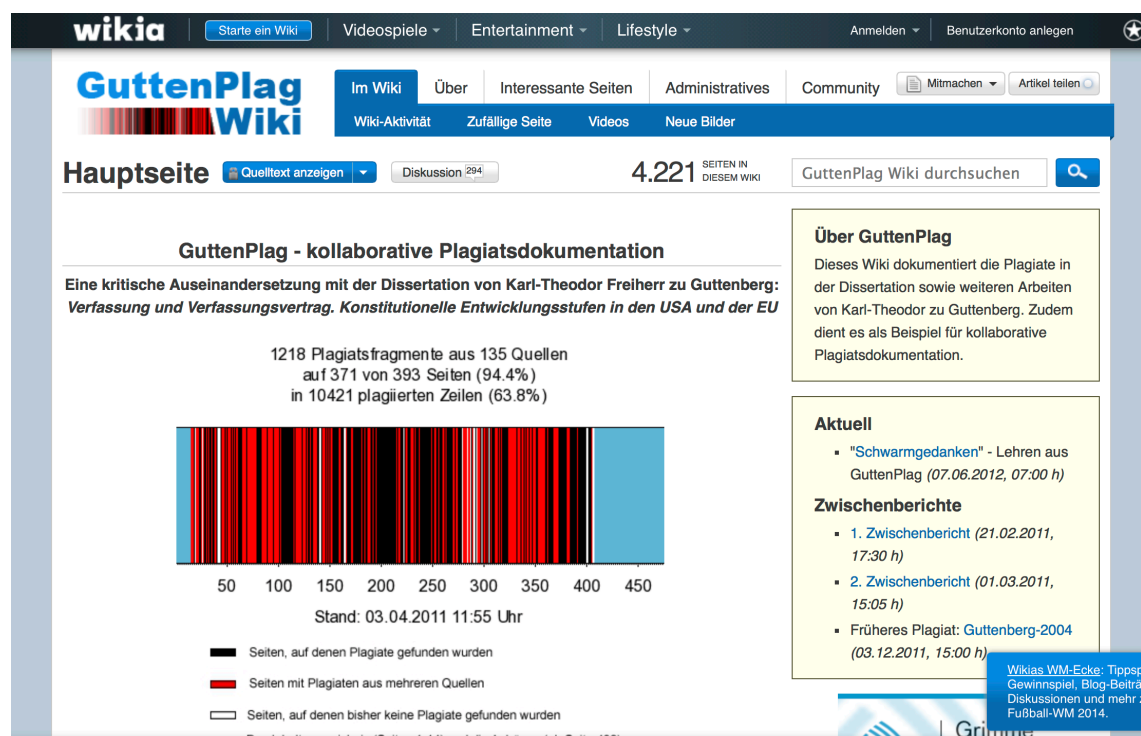 wikia
Starte ein Wiki
Videospiele
Entertainment
Lifestyle
Anmelden
Benutzerkonto anlegen
GuttenPlag
Wiki
Im Wiki
Über
Interessante Seiten
Administratives
Community
Mitmachen
Artikel teilen
Wiki-Aktivität
Zufällige Seite
Videos
Neue Bilder
Hauptseite
Quelltext anzeigen
Diskussion 294
4.221 SEITEN IN
DIESEM WIKI
GuttenPlag Wiki durchsuchen
GuttenPlag - kollaborative Plagiatsdokumentation
Eine kritische Auseinandersetzung mit der Dissertation von Karl-Theodor Freiherr zu Guttenberg:
Verfassung und Verfassungsvertrag. Konstitutionelle Entwicklungsstufen in den USA und der EU
1218 Plagiatsfragmente aus 135 Quellen
auf 371 von 393 Seiten (94.4%)
in 10421 plagiierten Zeilen (63.8%)
50 100 150 200 250 300 350 400 450
Stand: 03.04.2011 11:55 Uhr
Seiten, auf denen Plagiate gefunden wurden
Seiten mit Plagiaten aus mehreren Quellen
Seiten, auf denen bisher keine Plagiate gefunden wurden
Über GuttenPlag
Dieses Wiki dokumentiert die Plagiate in
der Dissertation sowie weiteren Arbeiten
von Karl-Theodor zu Guttenberg. Zudem
dient es als Beispiel für kollaborative
Plagiatsdokumentation.
Aktuell
"Schwarmgedanken" - Lehren aus
GuttenPlag (07.06.2012, 07:00 h)
Zwischenberichte
1. Zwischenbericht (21.02.2011,
17:30 h)
2. Zwischenbericht (01.03.2011,
15:05 h)
Früheres Plagiat: Guttenberg-2004
(03.12.2011, 15:00 h)
Wikias WM-Ecke: Tippsp
Gewinnspiel, Blog-Beiträ
Diskussionen und mehr
Fußball-WM 2014.
Grimme